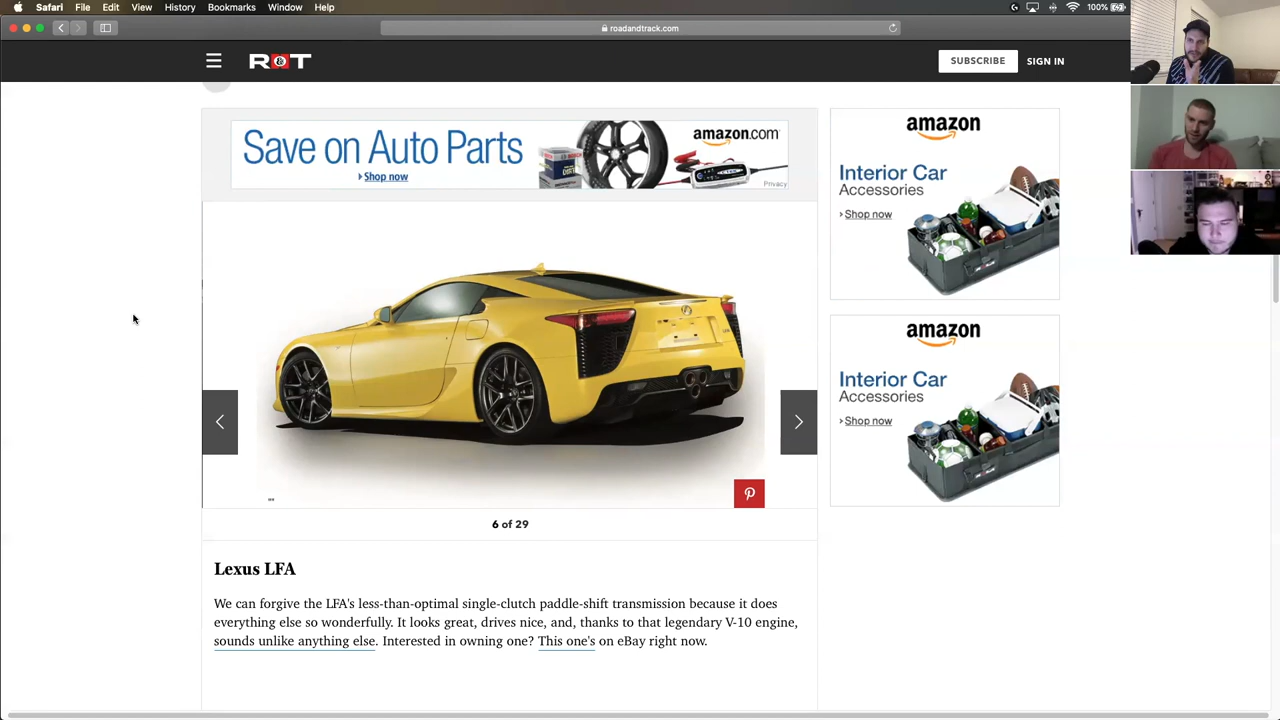 Safari File Edit View History Bookmarks Window Help 100%
roadandtrack.com
R&T SUBSCRIBE SIGN IN
Save on Auto Parts
Shop now
amazon.com
Privacy
amazon
Interior Car
Accessories
Shop now
amazon
Interior Car
Accessories
Shop now
6 of 29
Lexus LFA
We can forgive the LFA's less-than-optimal single-clutch paddle-shift transmission because it does
everything else so wonderfully. It looks great, drives nice, and, thanks to that legendary V-10 engine,
sounds unlike anything else. Interested in owning one? This one's on eBay right now.